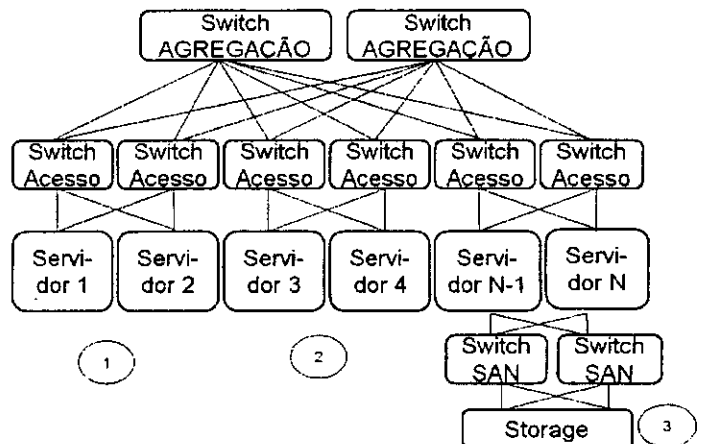 Switch
AGREGAÇÃO
Switch
AGREGAÇÃO
Switch
Acesso
Switch
Acesso
Switch
Acesso
Switch
Acesso
Switch
Acesso
Switch
Acesso
Servi-
dor 1
Servi-
dor 2
Servi-
dor 3
Servi-
dor 4
Servi-
dor N-1
Servi-
dor N
1
2
Switch
SAN
Switch
SAN
Storage
3